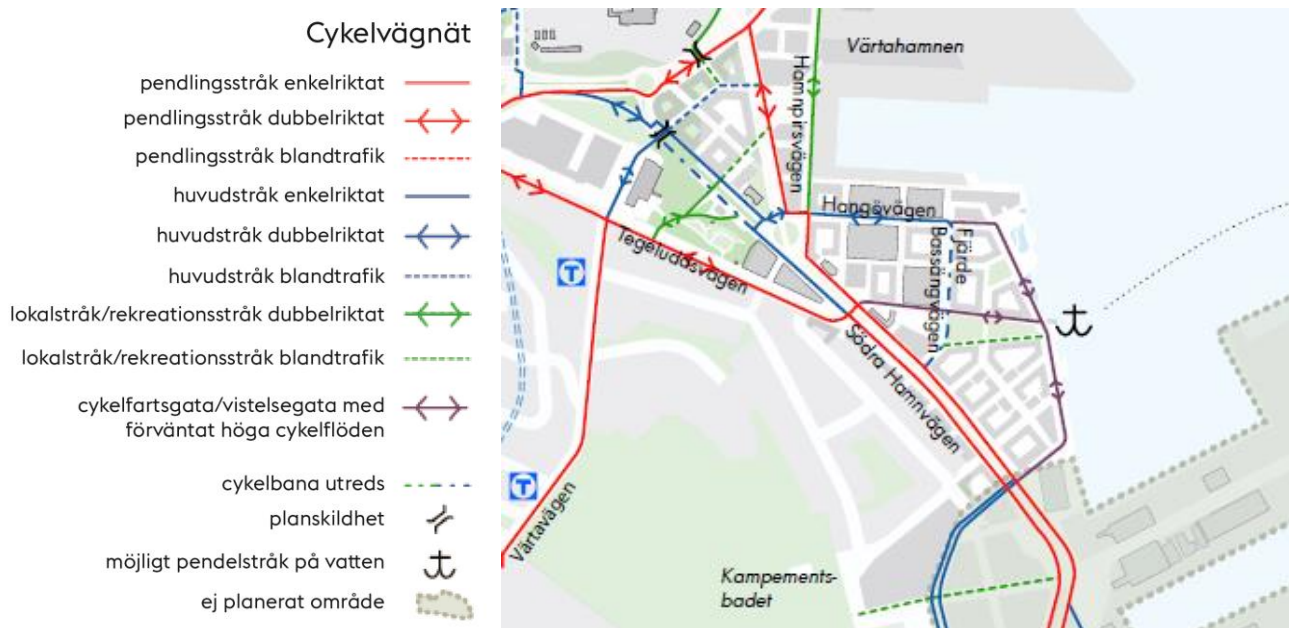 Cykelvägnät
pendlingsstråk enkelriktat
pendlingsstråk dubbelriktat
pendlingsstråk blandtrafik
huvudstråk enkelriktat
huvudstråk dubbelriktat
huvudstråk blandtrafik
lokalstråk/rekreationsstråk dubbelriktat
lokalstråk/rekreationsstråk blandtrafik
cykelfartsgata/vistelsegata med
förväntat höga cykelflöden
cykelbana utreds
planskildhet
möjligt pendelstråk på vatten
ej planerat område
Värtahamnen
Hamnpirsvägen
Hangövägen
Fjärde
Bassängvägen
Tegeluddsvägen
T
Södra Hamnvägen
T
Värtavägen
Kampements-
badet